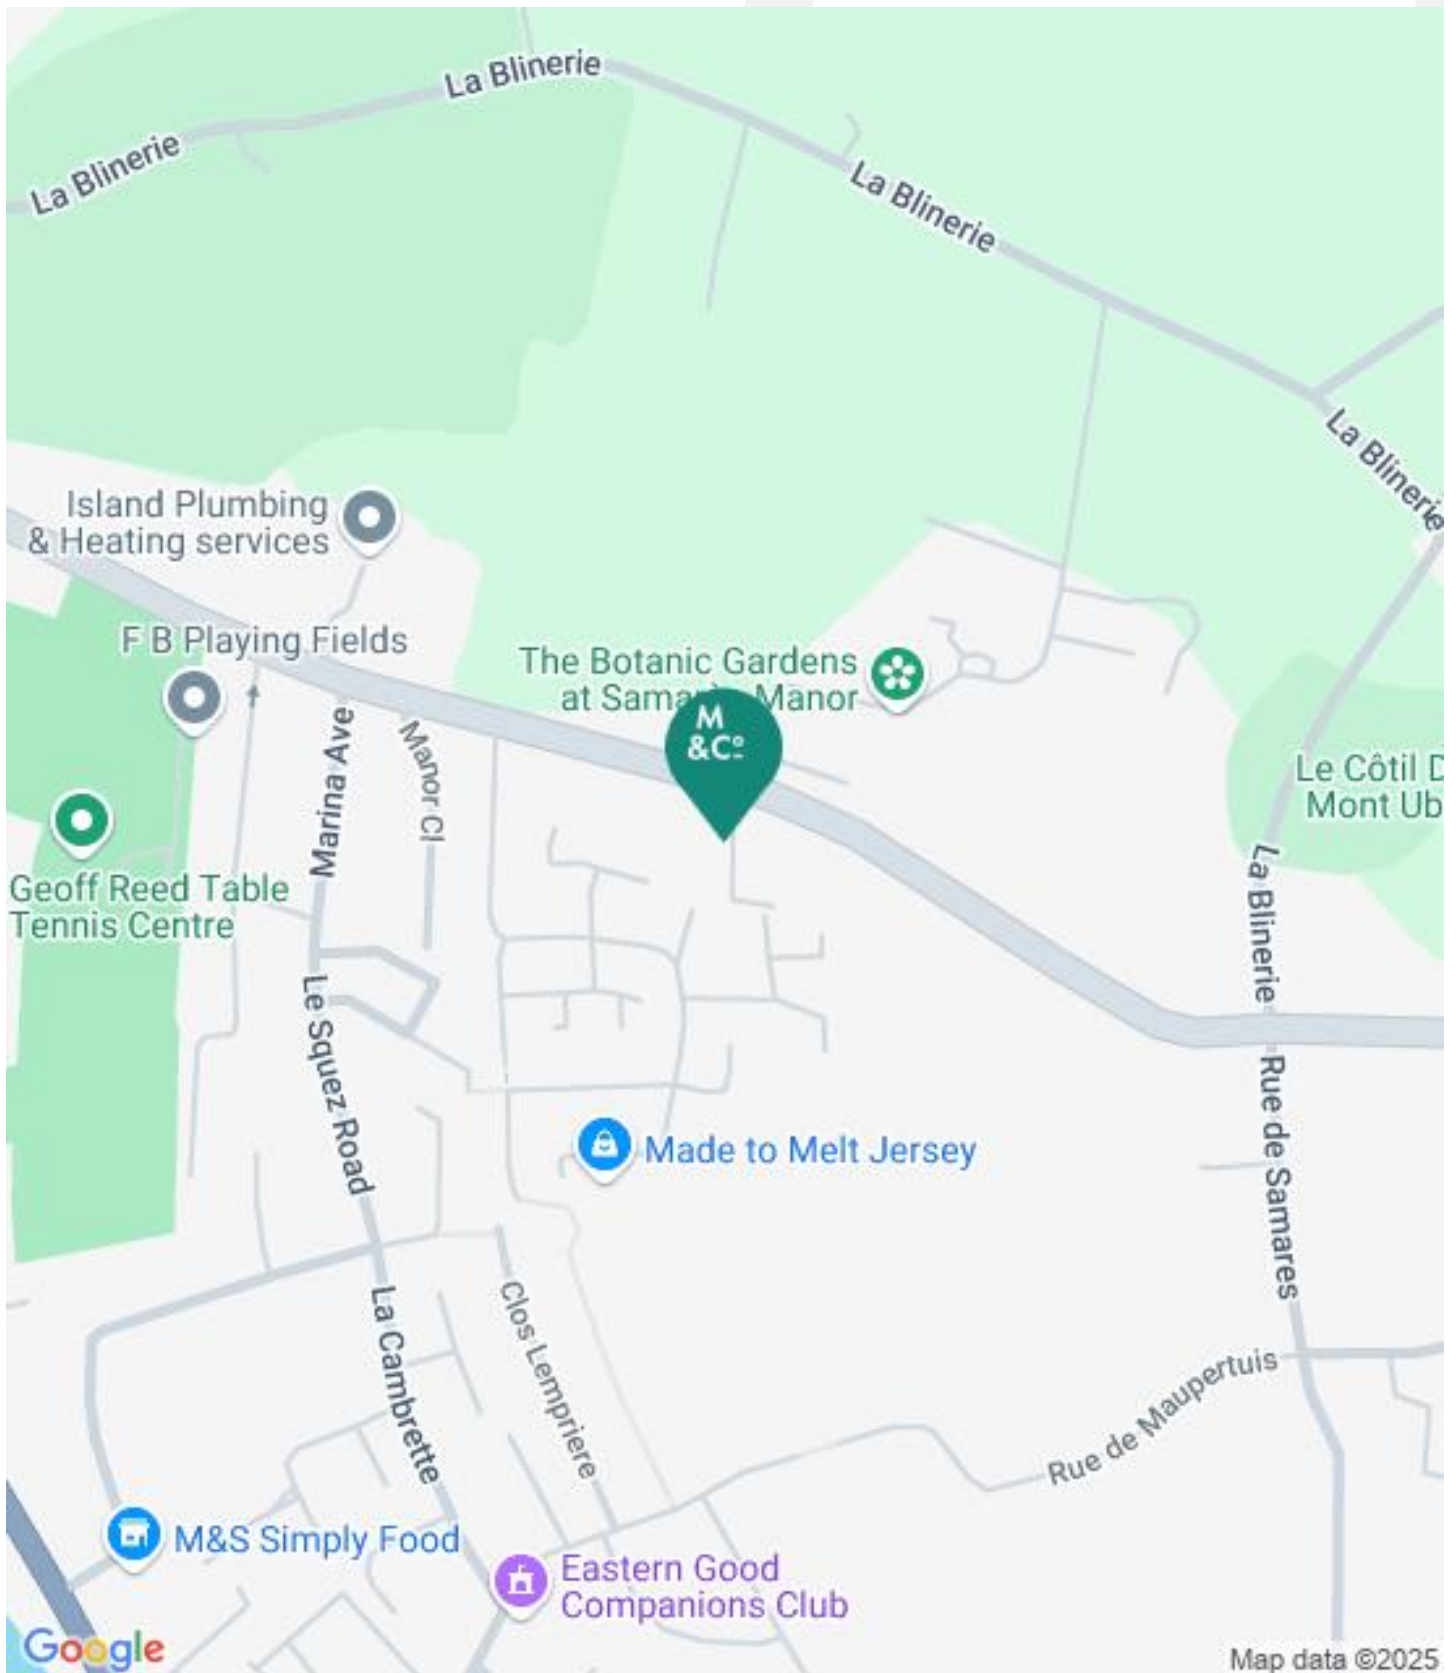 La Blinerie
La Blinerie
La Blinerie
La Blinerie
Island Plumbing
& Heating services
F B Playing Fields
The Botanic Gardens
Manor
M
&Cº
Marina Ave
Manor Cl
Le Côtil D
Mont Ub
Geoff Reed Table
Tennis Centre
La Blinerie
Le Squez Road
Rue de Samares
Made to Melt Jersey
La Cambrette
Clos Lempriere
Rue de Maupertuis
M&S Simply Food
Eastern Good
Companions Club
Google
Map data ©2025